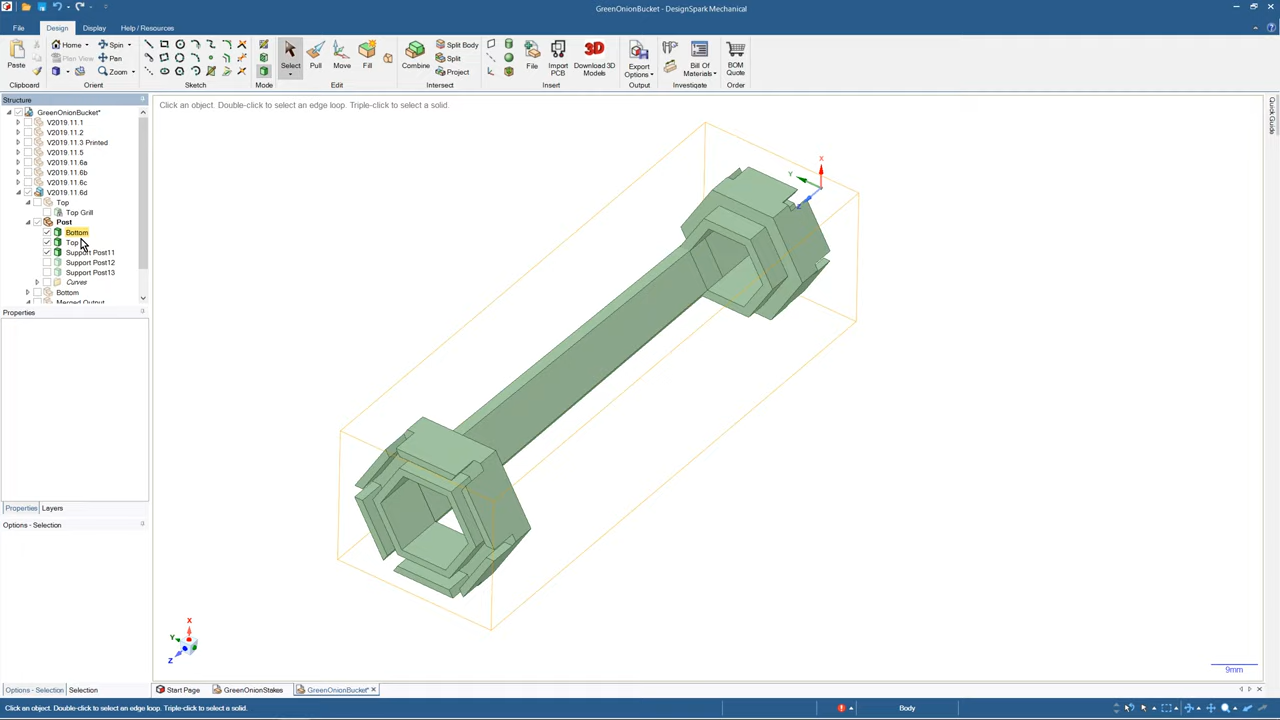 GreenOnionBucket - DesignSpark Mechanical
File Design Display Help / Resources
Home Spin Plan View Pan Zoom
Paste Select Pull Move Fill Combine Split Body Split Project File Import PCB Download 3D Models Export Options Bill Of Materials BOM Quote
Clipboard Orient Sketch Mode Edit Intersect Insert Output Investigate Order
Structure
Click an object. Double-click to select an edge loop. Triple-click to select a solid.
GreenOnionBucket*
V2019.11.1
V2019.11.2
V2019.11.3 Printed
V2019.11.5
V2019.11.6a
V2019.11.6b
V2019.11.6c
V2019.11.6d
Top
Top Grill
Post
Bottom
Top
Support Post11
Support Post12
Support Post13
Curves
Bottom
Merged Output
Properties
Properties Layers
Options - Selection
Quick Guide
X
Y
Z
X
Y
Z
9mm
Options - Selection Selection Start Page GreenOnionStakes GreenOnionBucket*
Click an object. Double-click to select an edge loop. Triple-click to select a solid. Body